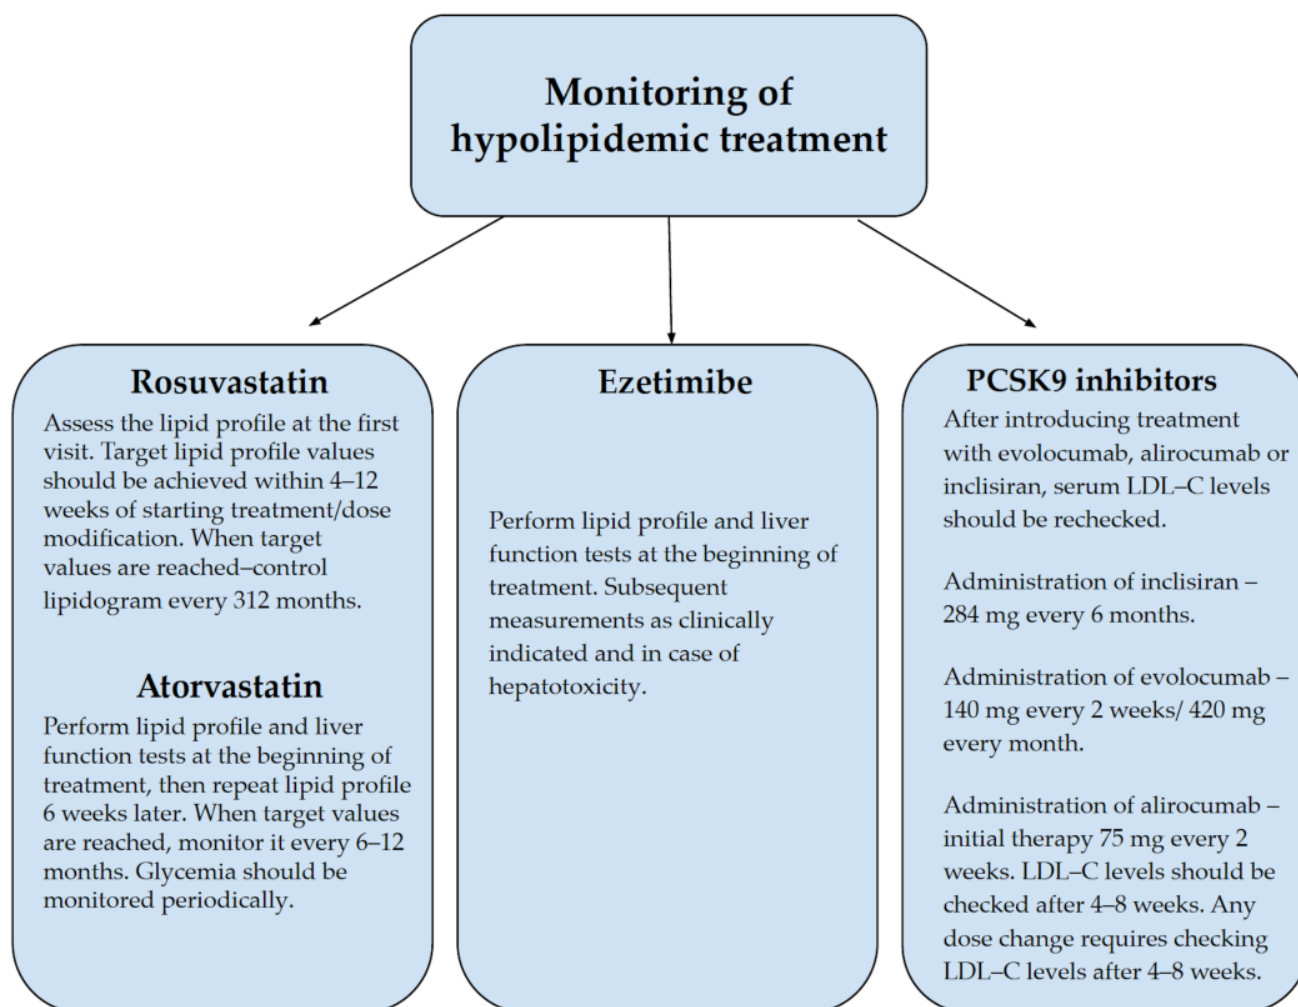 Monitoring of
hypolipidemic treatment
Rosuvastatin
Assess the lipid profile at the first
visit. Target lipid profile values
should be achieved within 4–12
weeks of starting treatment/dose
modification. When target
values are reached–control
lipidogram every 312 months.
Atorvastatin
Perform lipid profile and liver
function tests at the beginning of
treatment, then repeat lipid profile
6 weeks later. When target values
are reached, monitor it every 6–12
months. Glycemia should be
monitored periodically.
Ezetimibe
Perform lipid profile and liver
function tests at the beginning of
treatment. Subsequent
measurements as clinically
indicated and in case of
hepatotoxicity.
PCSK9 inhibitors
After introducing treatment
with evolocumab, alirocumab or
inclisiran, serum LDL–C levels
should be rechecked.
Administration of inclisiran –
284 mg every 6 months.
Administration of evolocumab –
140 mg every 2 weeks/ 420 mg
every month.
Administration of alirocumab –
initial therapy 75 mg every 2
weeks. LDL–C levels should be
checked after 4–8 weeks. Any
dose change requires checking
LDL–C levels after 4–8 weeks.